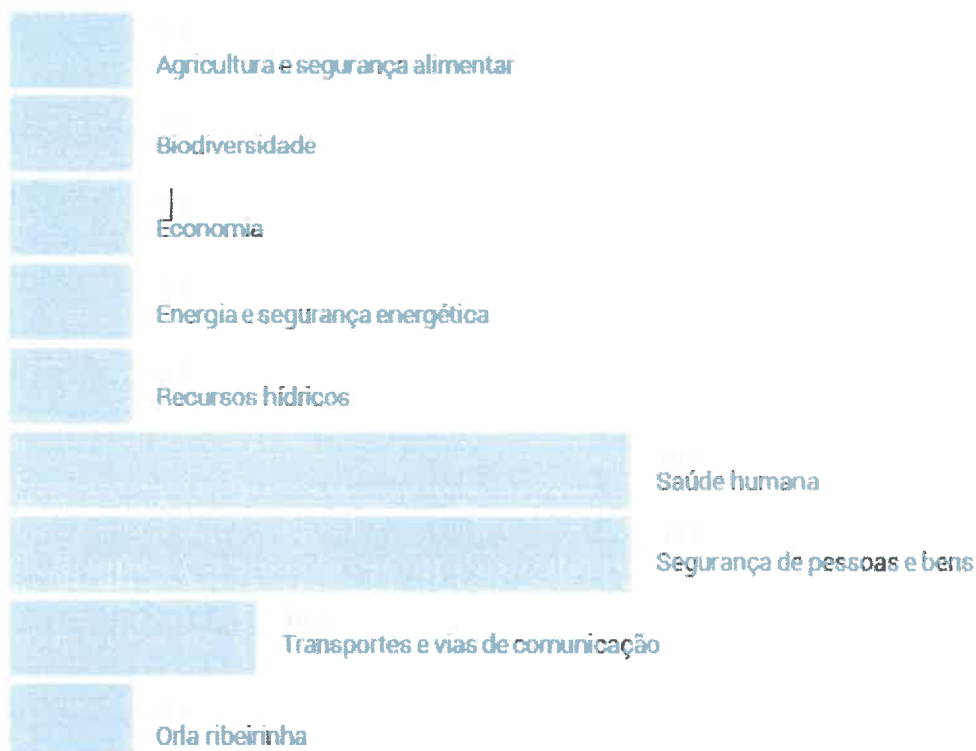 Agricultura e segurança alimentar
Biodiversidade
Economia
Energia e segurança energética
Recursos hídricos
Saúde humana
Segurança de pessoas e bens
Transportes e vias de comunicação
Orla ribeirinha